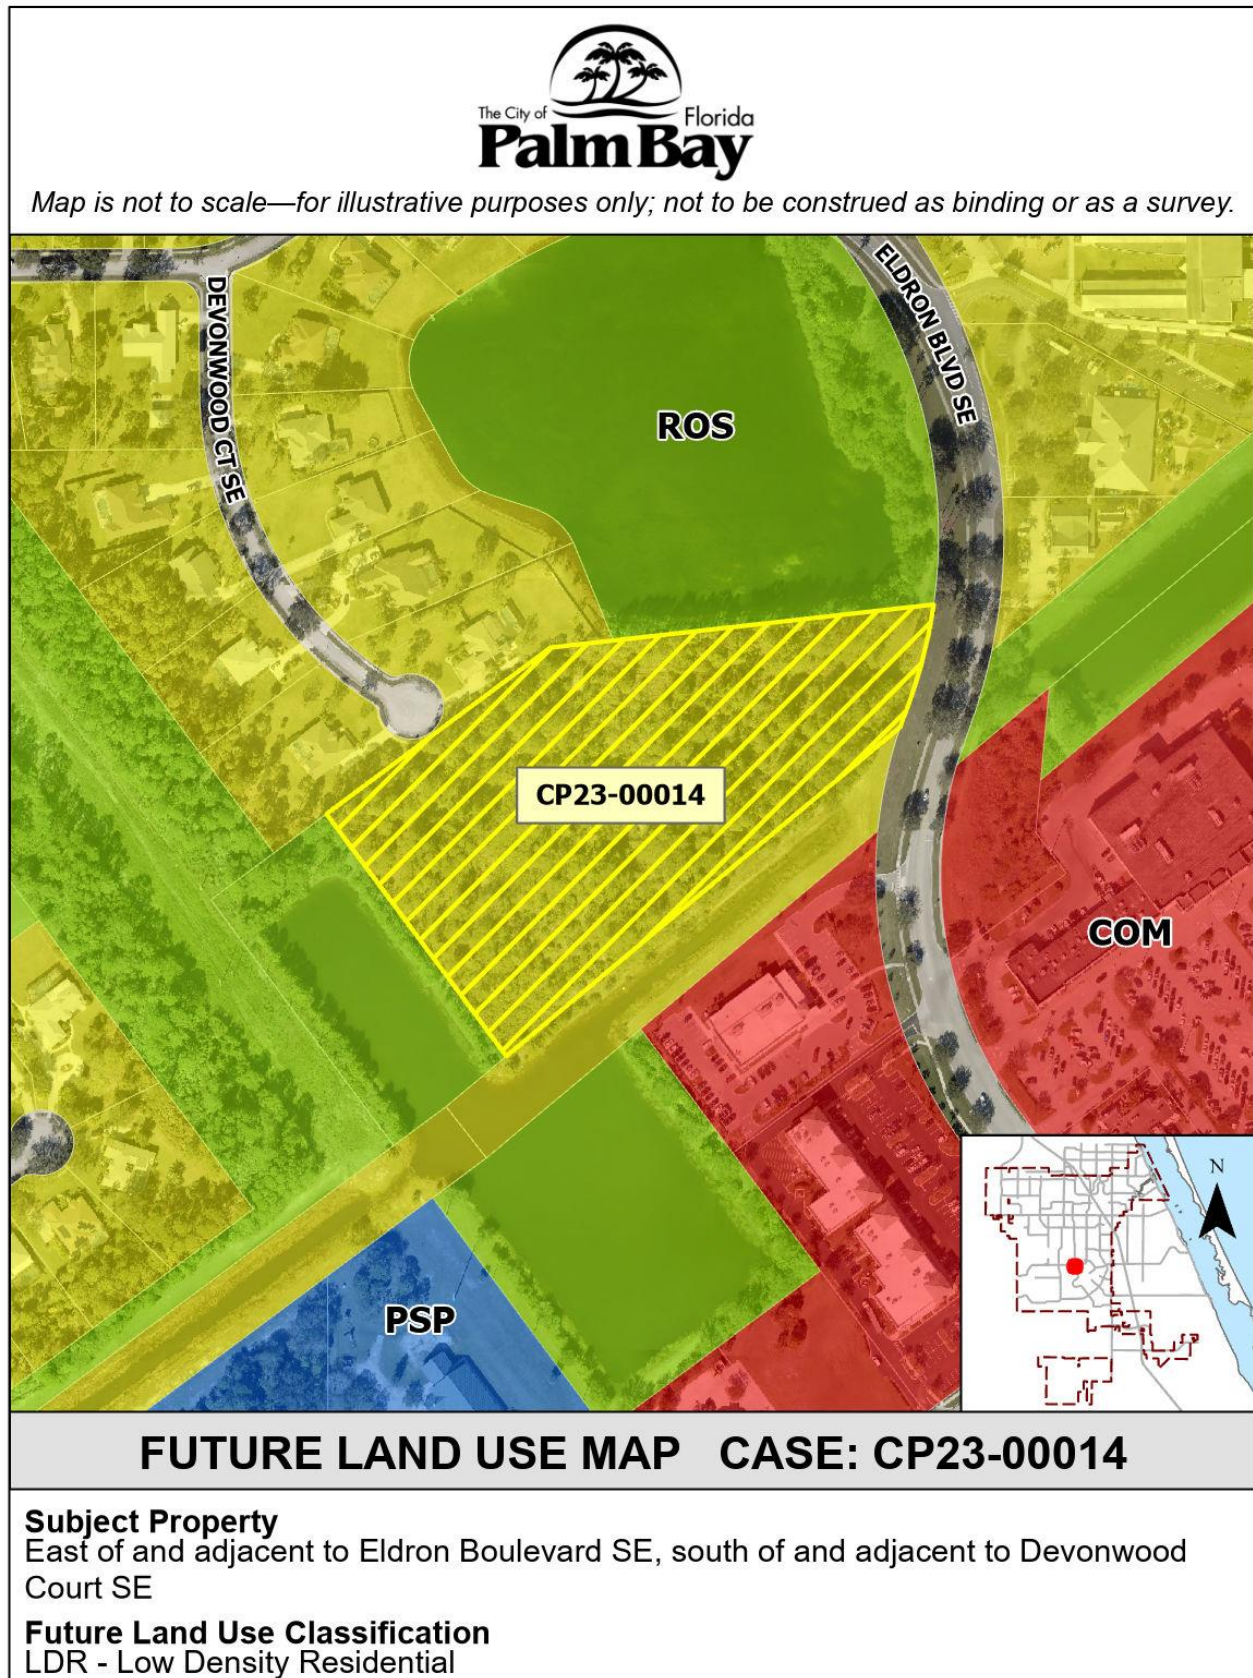 The City of Florida
Palm Bay
Map is not to scale—for illustrative purposes only; not to be construed as binding or as a survey.
ELDRON BLVD SE
DEVONWOOD CT SE
ROS
CP23-00014
COM
N
PSP
FUTURE LAND USE MAP CASE: CP23-00014
Subject Property
East of and adjacent to Eldron Boulevard SE, south of and adjacent to Devonwood
Court SE
Future Land Use Classification
LDR - Low Density Residential